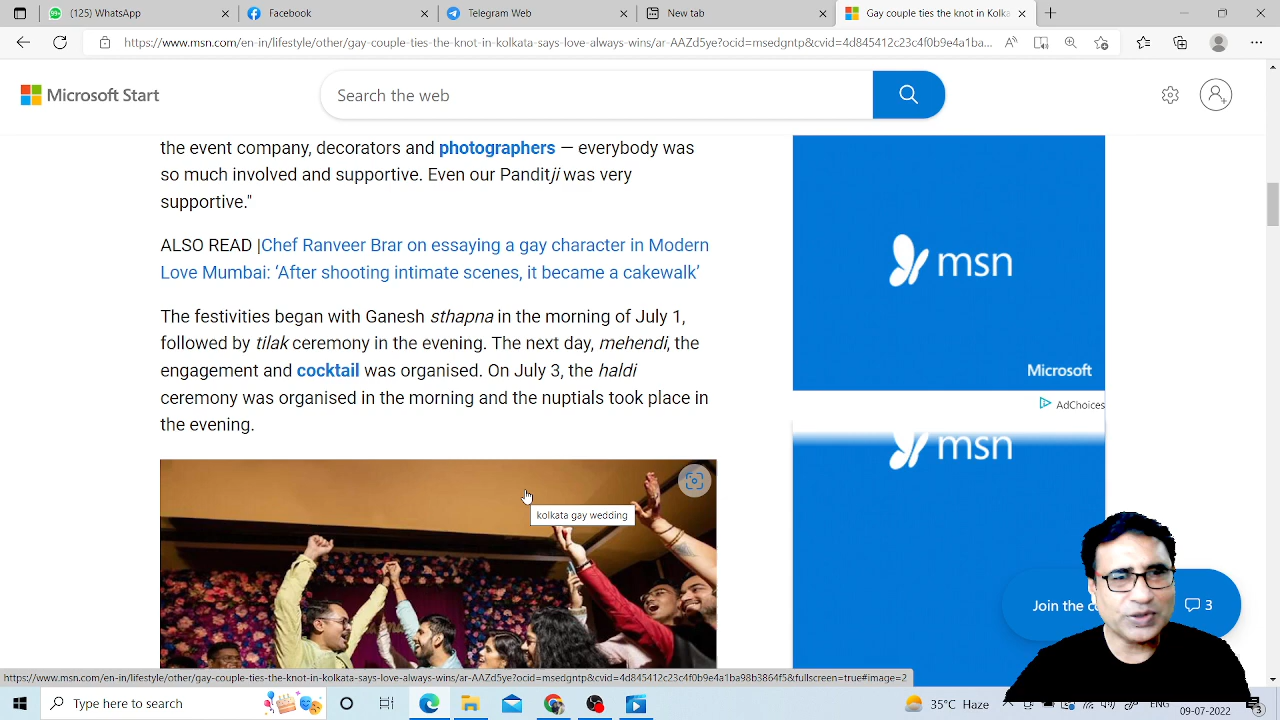 (125) WhatsApp
Facebook
Telegram Web
New tab
Gay couple ties the knot in Kolka
https://www.msn.com/en-in/lifestyle/other/gay-couple-ties-the-knot-in-kolkata-says-love-always-wins/ar-AAZd5ye?ocid=msedgntp&cvid=4d845412c23c4f0b9e4a1ba...
Microsoft Start
Search the web
the event company, decorators and photographers — everybody was
so much involved and supportive. Even our Panditji was very
supportive."
ALSO READ |Chef Ranveer Brar on essaying a gay character in Modern
Love Mumbai: ‘After shooting intimate scenes, it became a cakewalk’
The festivities began with Ganesh sthapna in the morning of July 1,
followed by tilak ceremony in the evening. The next day, mehendi, the
engagement and cocktail was organised. On July 3, the haldi
ceremony was organised in the morning and the nuptials took place in
the evening.
kolkata gay wedding
msn
Microsoft
AdChoices
msn
Join the
3
https://www.msn.com/en-in/lifestyle/other/gay-couple-ties-the-knot-in-kolkata-says-love-always-wins/ar-AAZd5ye?ocid=msedgntp&cvid=4d845412c23c4f0b9e4a1ba98b3864f5&fullscreen=true#image=2
Type here to search
35°C Haze
ENG
09-07-2022
3